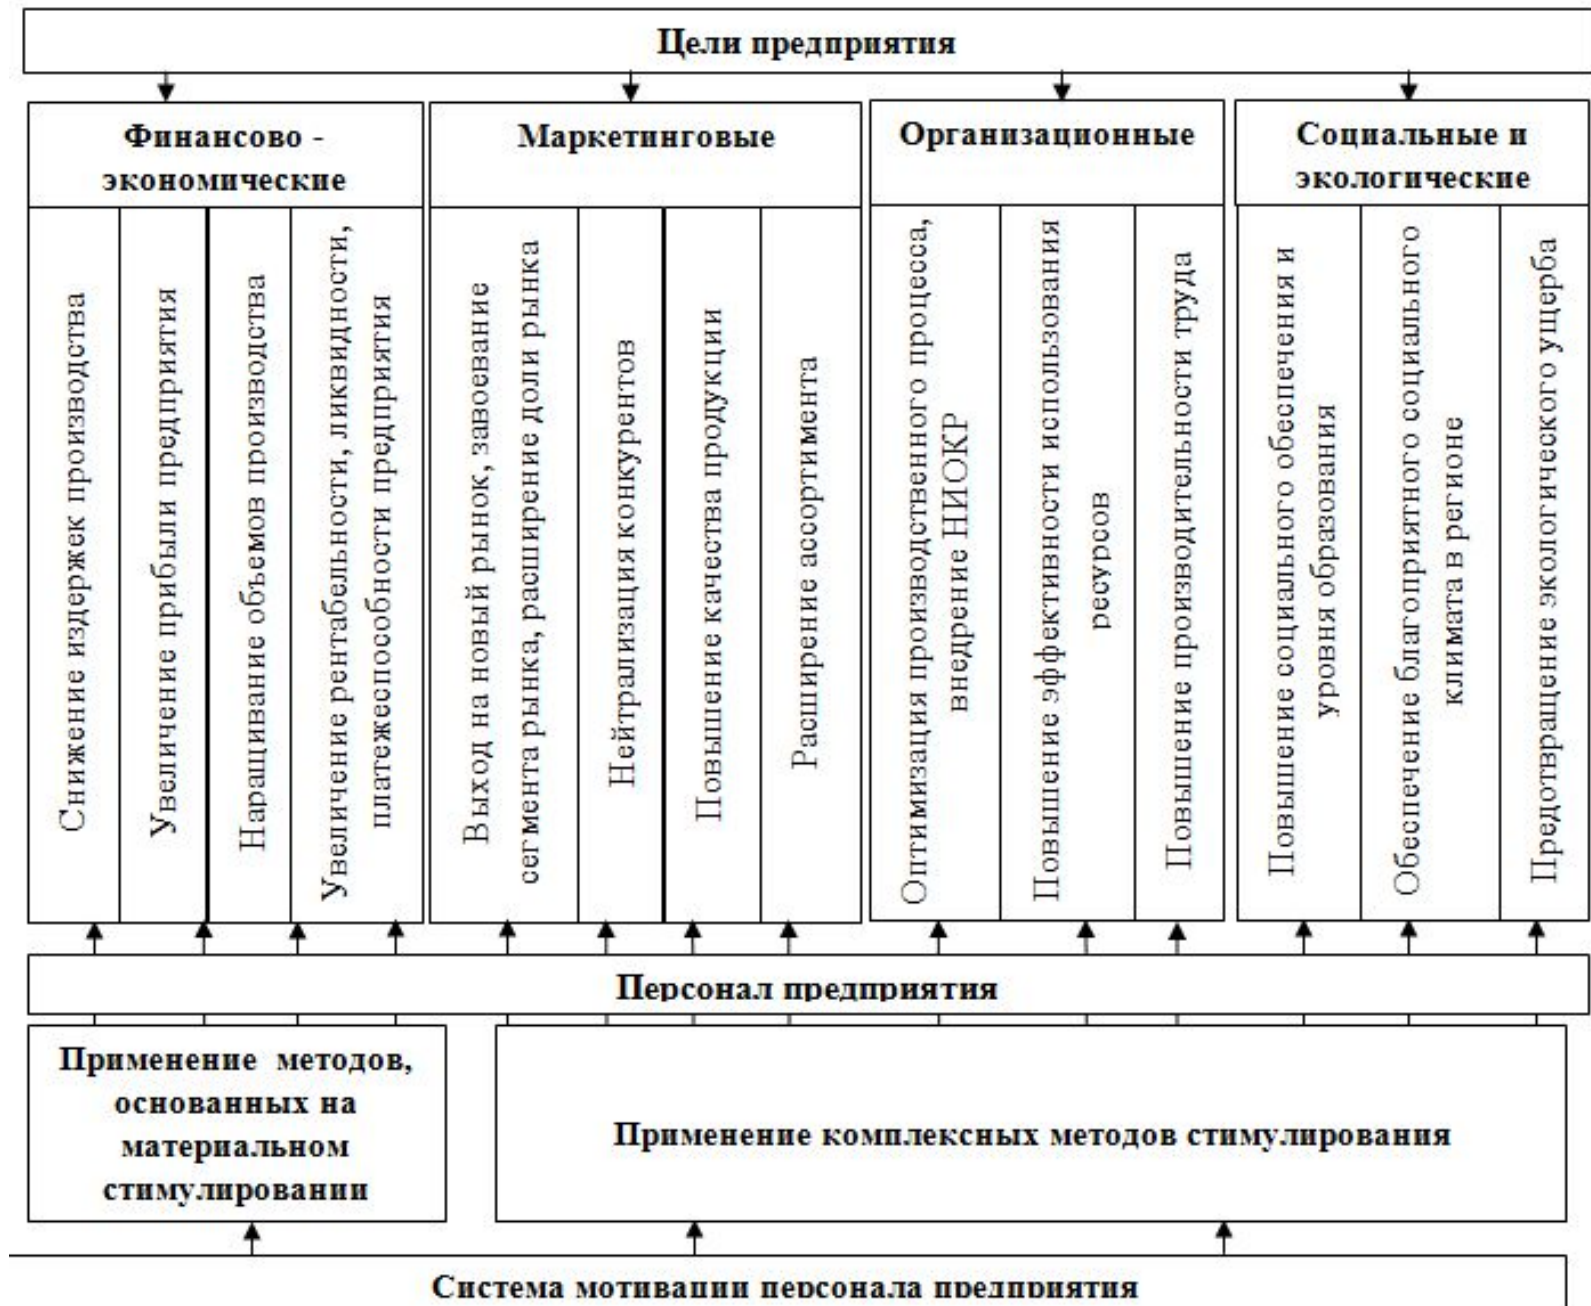 Цели предприятия
Финансово -
экономические
Маркетинговые
Организационные
Социальные и
экологические
Снижение издержек производства
Увеличение прибыли предприятия
Наращивание объемов производства
Увеличение рентабельности, ликвидности,
платежеспособности предприятия
Выход на новый рынок, завоевание
сегмента рынка, расширение доли рынка
Нейтрализация конкурентов
Повышение качества продукции
Расширение ассортимента
Оптимизация производственного процесса,
внедрение НИОКР
Повышение эффективности использования
ресурсов
Повышение производительности труда
Повышение социального обеспечения и
уровня образования
Обеспечение благоприятного социального
климата в регионе
Предотвращение экологического ущерба
Персонал предприятия
Применение методов,
основанных на
материальном
стимулировании
Применение комплексных методов стимулирования
Система мотивации персонала предприятия